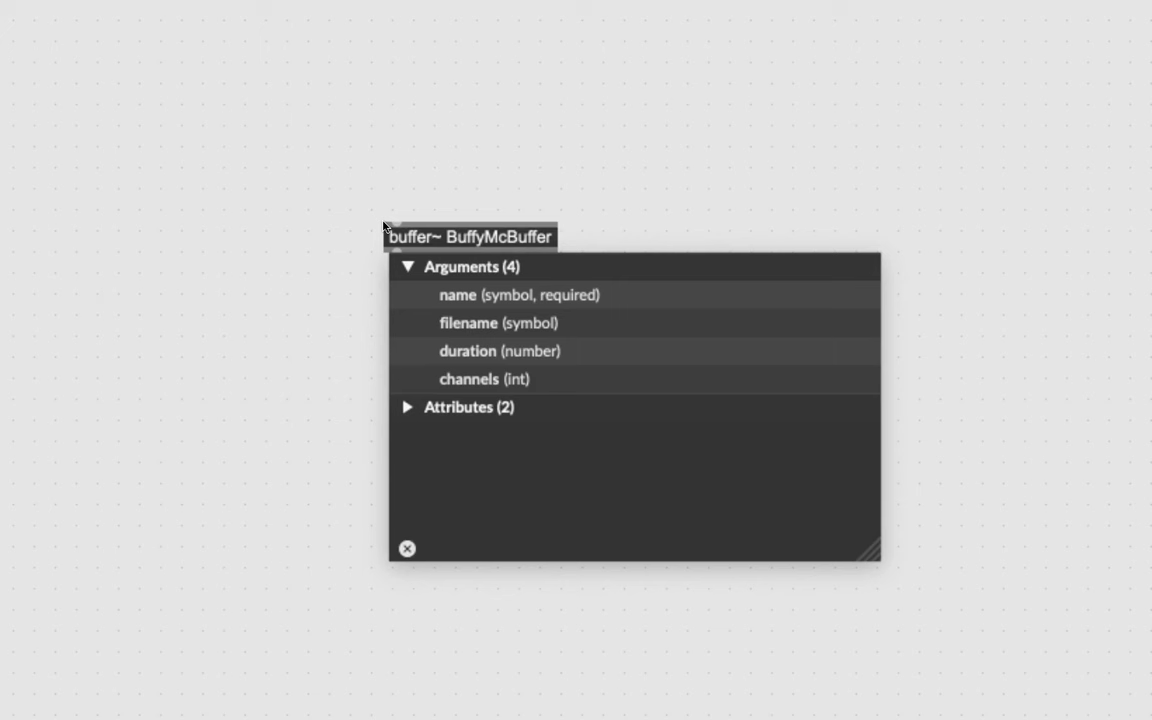 buffer~ BuffyMcBuffer
Arguments (4)
name (symbol, required)
filename (symbol)
duration (number)
channels (int)
Attributes (2)